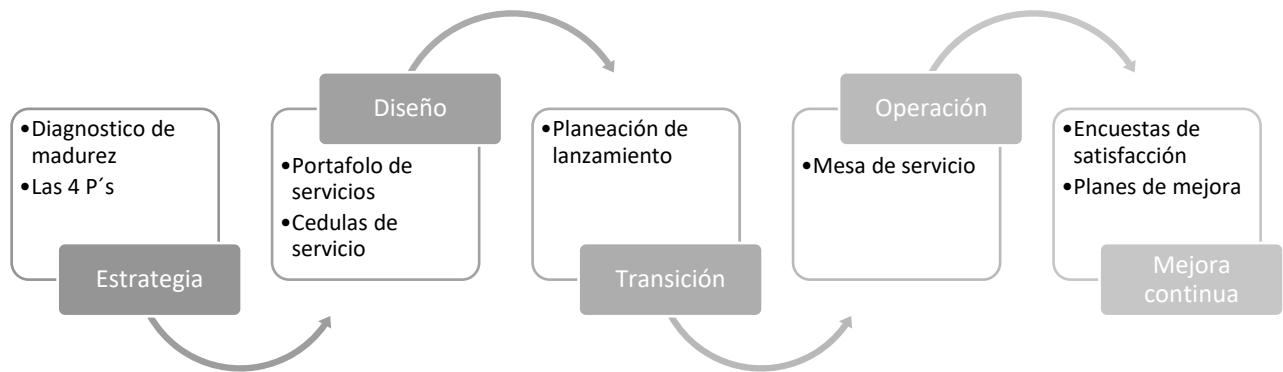 •Diagnostico de
madurez
•Las 4 P´s
Estrategia
Diseño
•Portafolo de
servicios
•Cedulas de
servicio
•Planeación de
lanzamiento
Transición
Operación
•Mesa de servicio
•Encuestas de
satisfacción
•Planes de mejora
Mejora
continua